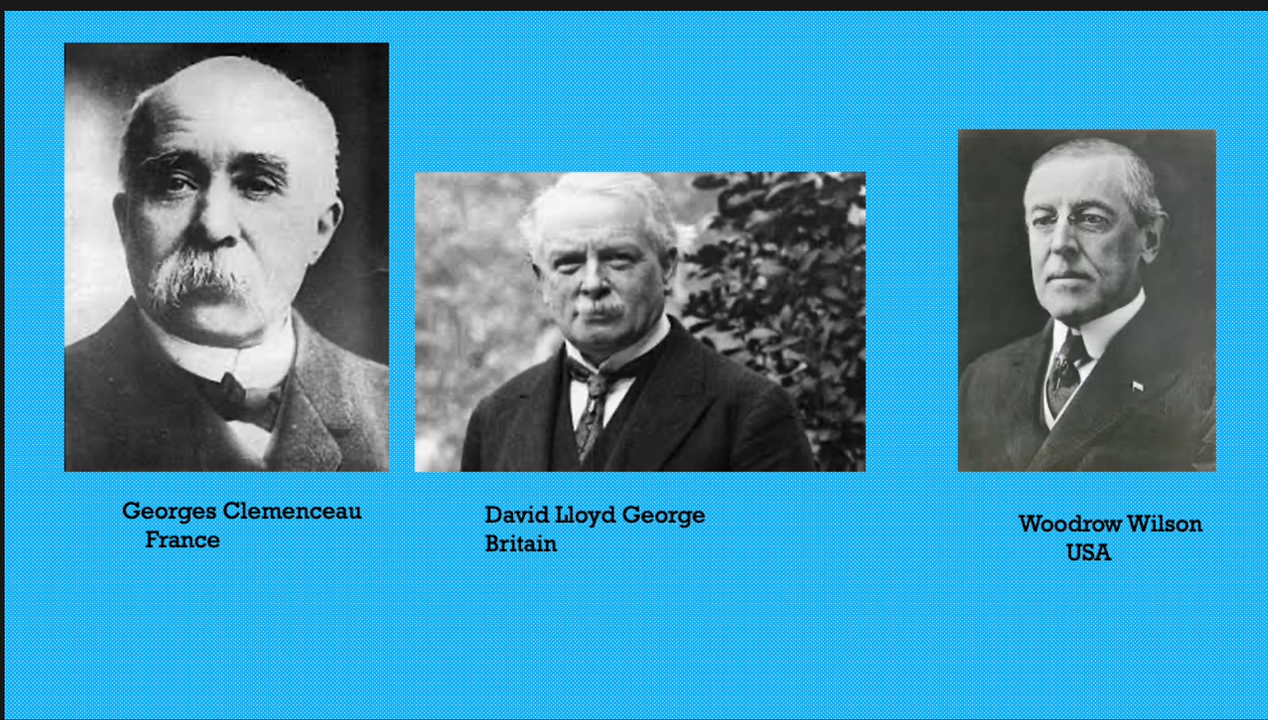 Georges Clemenceau
France
David Lloyd George
Britain
Woodrow Wilson
USA